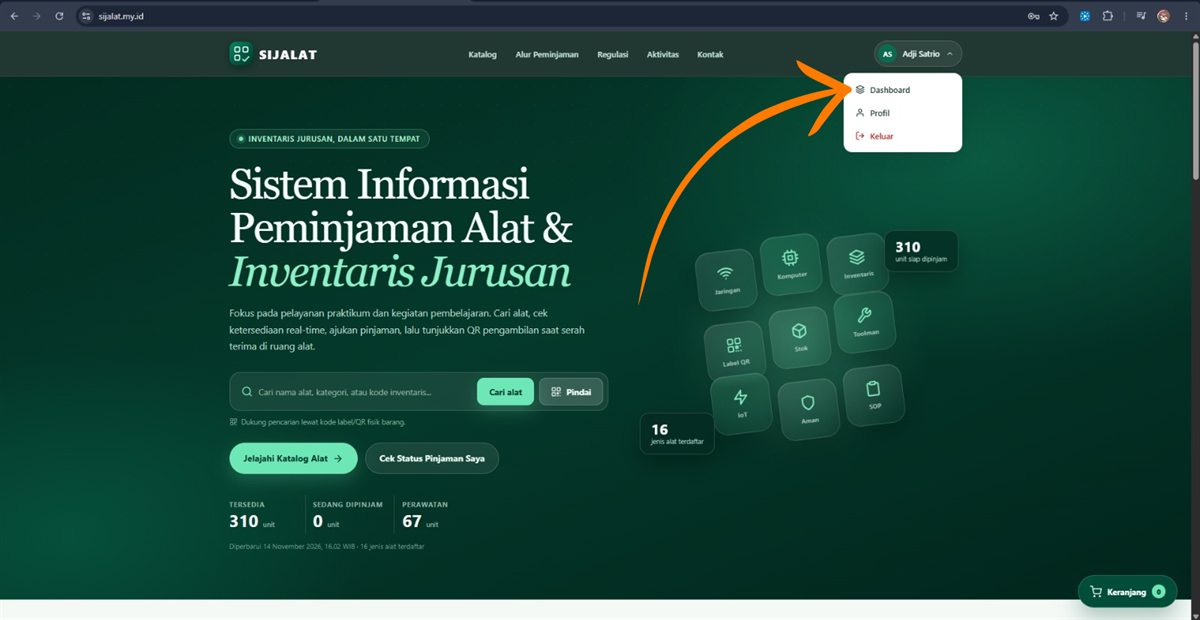 sijalat.my.id
SIJALAT
Katalog
Alur Peminjaman
Regulasi
Aktivitas
Kontak
AS
Adji Satrio
Dashboard
Profil
Keluar
INVENTARIS JURUSAN, DALAM SATU TEMPAT
Sistem Informasi
Peminjaman Alat &
Inventaris Jurusan
Fokus pada pelayanan praktikum dan kegiatan pembelajaran. Cari alat, cek
ketersediaan real-time, ajukan pinjaman, lalu tunjukkan QR pengambilan saat serah
terima di ruang alat.
Cari nama alat, kategori, atau kode inventaris...
Cari alat
Pindai
Dukung pencarian lewat kode label/QR fisik barang.
Jelajahi Katalog Alat →
Cek Status Pinjaman Saya
TERSEDIA
310 unit
SEDANG DIPINJAM
0 unit
PERAWATAN
67 unit
Diperbarui 14 November 2026, 16.02 WIB · 16 jenis alat terdaftar
Jaringan
Komputer
Inventaris
310
unit siap dipinjam
Label QR
Stok
Toolman
IoT
Aman
SOP
16
jenis alat terdaftar
Keranjang
0